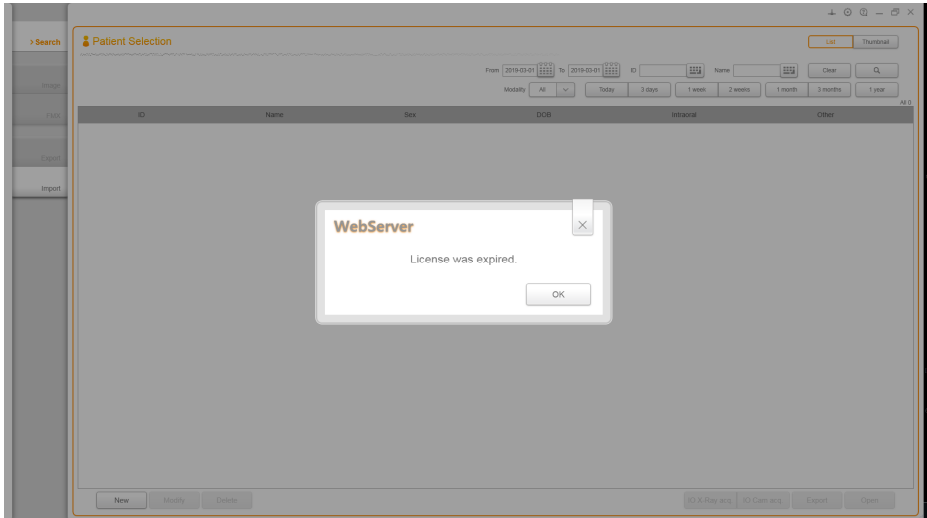 > Search
Image
Export
Import
Patient Selection
List Thumbnail
From 2019-03-01 To 2019-03-01 ID Name Clear
Modality All Today 3 days 1 week 2 weeks 1 month 3 months 1 year
All 0
ID Name Sex DOB Intraoral Other
WebServer
License was expired.
OK
New Modify Delete IO X-Ray acq. IO Cam acq. Export Open